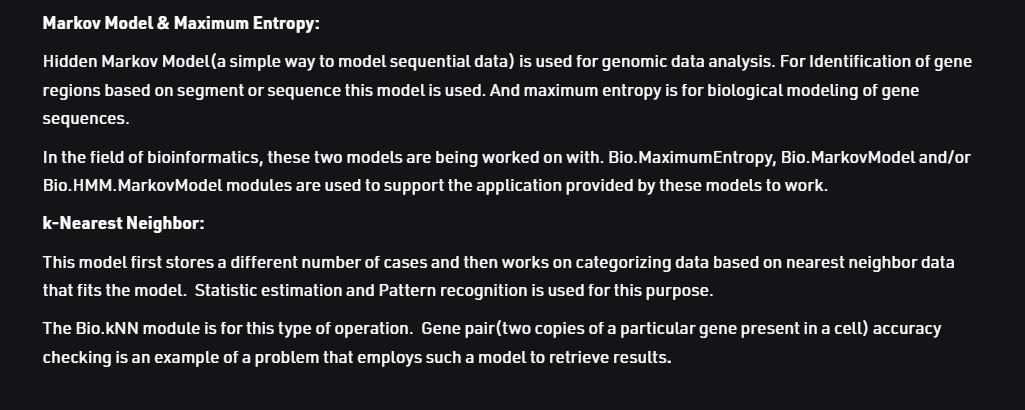 Markov Model & Maximum Entropy:
Hidden Markov Model(a simple way to model sequential data) is used for genomic data analysis. For Identification of gene
regions based on segment or sequence this model is used. And maximum entropy is for biological modeling of gene
sequences.
In the field of bioinformatics, these two models are being worked on with. Bio.MaximumEntropy, Bio.MarkovModel and/or
Bio.HMM.MarkovModel modules are used to support the application provided by these models to work.
k-Nearest Neighbor:
This model first stores a different number of cases and then works on categorizing data based on nearest neighbor data
that fits the model.  Statistic estimation and Pattern recognition is used for this purpose.
The Bio.kNN module is for this type of operation.  Gene pair(two copies of a particular gene present in a cell) accuracy
checking is an example of a problem that employs such a model to retrieve results.